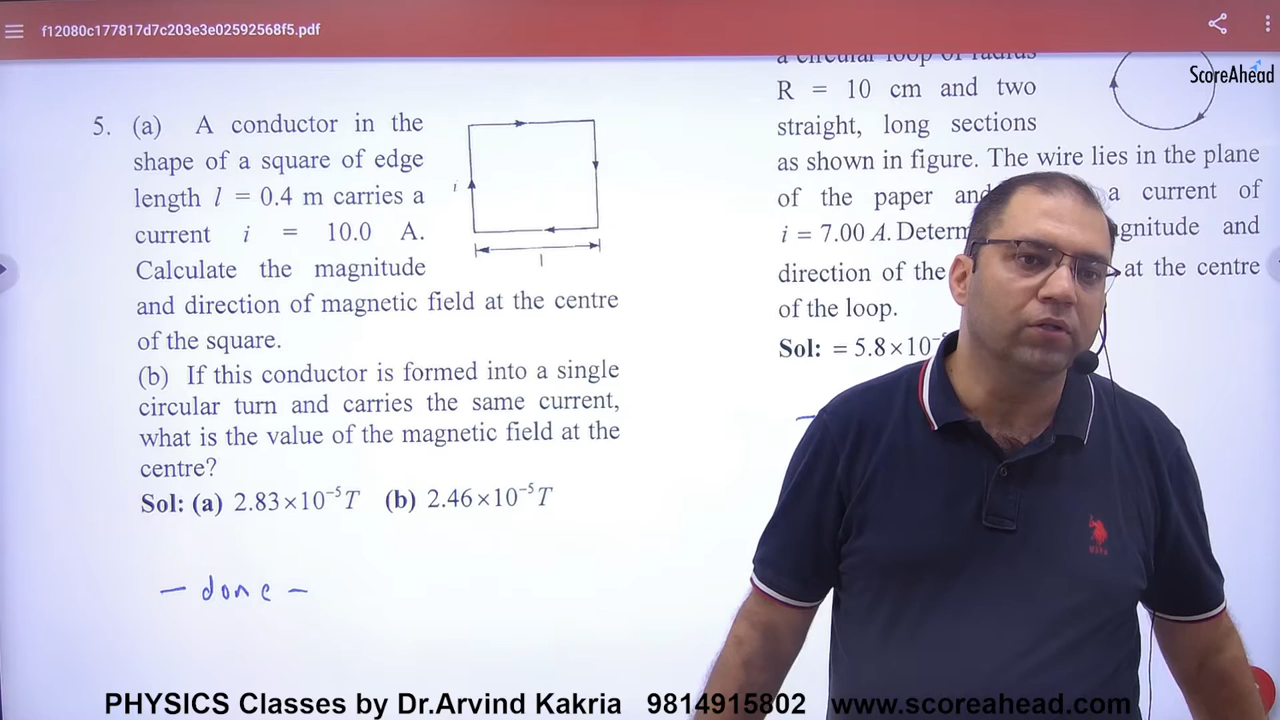 f12080c177817d7c203e3e02592568f5.pdf
ScoreAhead
5. (a) A conductor in the
shape of a square of edge
length l = 0.4 m carries a
current i = 10.0 A.
Calculate the magnitude
and direction of magnetic field at the centre
of the square.
(b) If this conductor is formed into a single
circular turn and carries the same current,
what is the value of the magnetic field at the
centre?
Sol: (a) 2.83×10⁻⁵T (b) 2.46×10⁻⁵T
i
l
– done –
a circular loop of radius
R = 10 cm and two
straight, long sections
as shown in figure. The wire lies in the plane
of the paper a current of
i = 7.00 A.
direction of the at the centre
of the loop.
Sol: = 5.8×10
U.S.P.A.
PHYSICS Classes by Dr.Arvind Kakria 9814915802 www.scoreahead.com